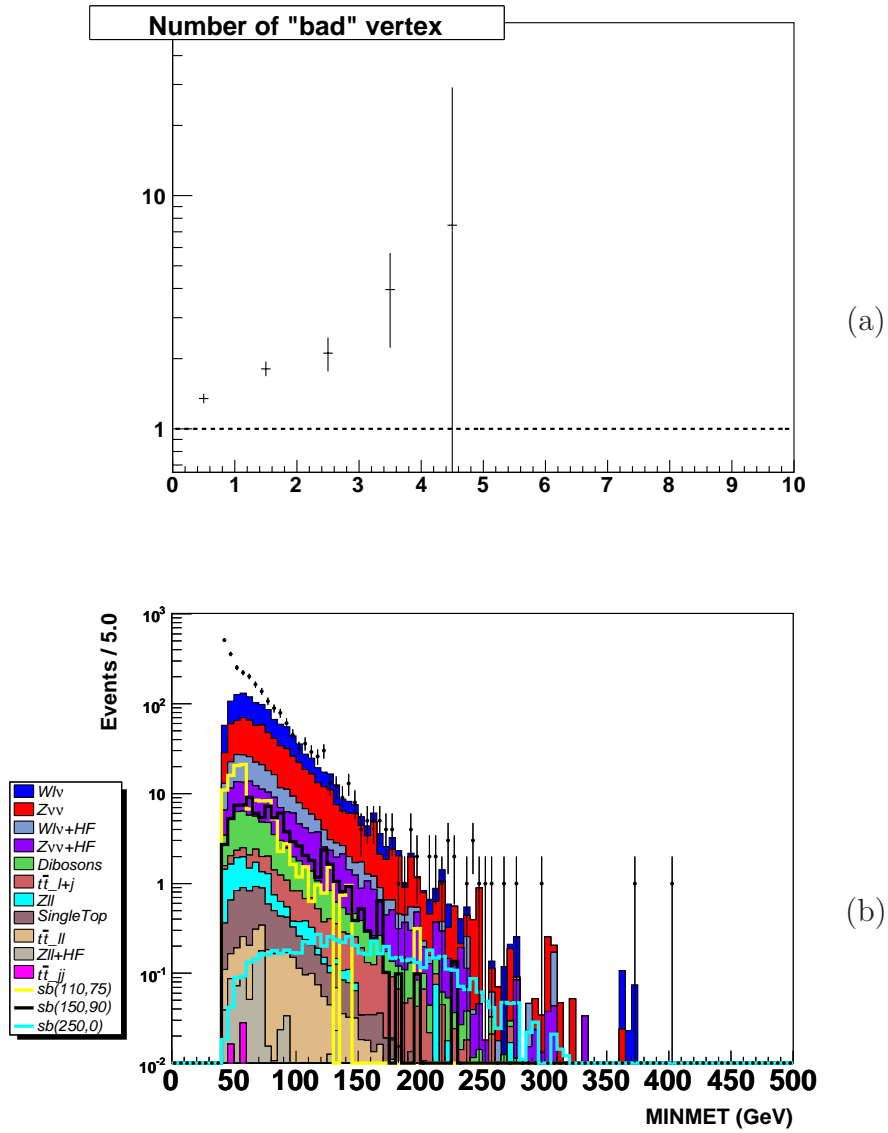 Number of "bad" vertex
10
1
0 1 2 3 4 5 6 7 8 9 10
(a)
Events / 5.0
10³
10²
10
1
10⁻¹
10⁻²
0 50 100 150 200 250 300 350 400 450 500
MINMET (GeV)
Wlν
Zνν
Wlν+HF
Zνν+HF
Dibosons
tt̄_l+j
Zll
SingleTop
tt̄_ll
Zll+HF
tt̄_jj
sb(110,75)
sb(150,90)
sb(250,0)
(b)